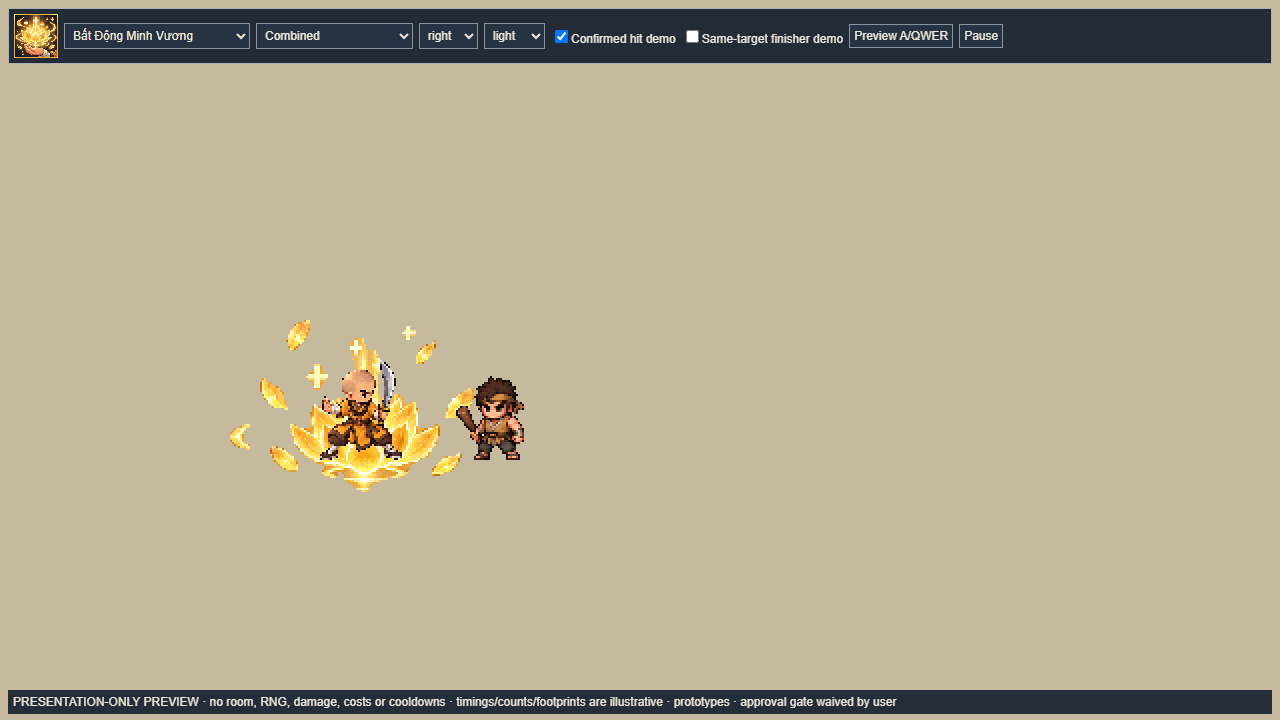 Bất Động Minh Vương Combined right light Confirmed hit demo Same-target finisher demo Preview A/QWER Pause
PRESENTATION-ONLY PREVIEW · no room, RNG, damage, costs or cooldowns · timings/counts/footprints are illustrative · prototypes · approval gate waived by user